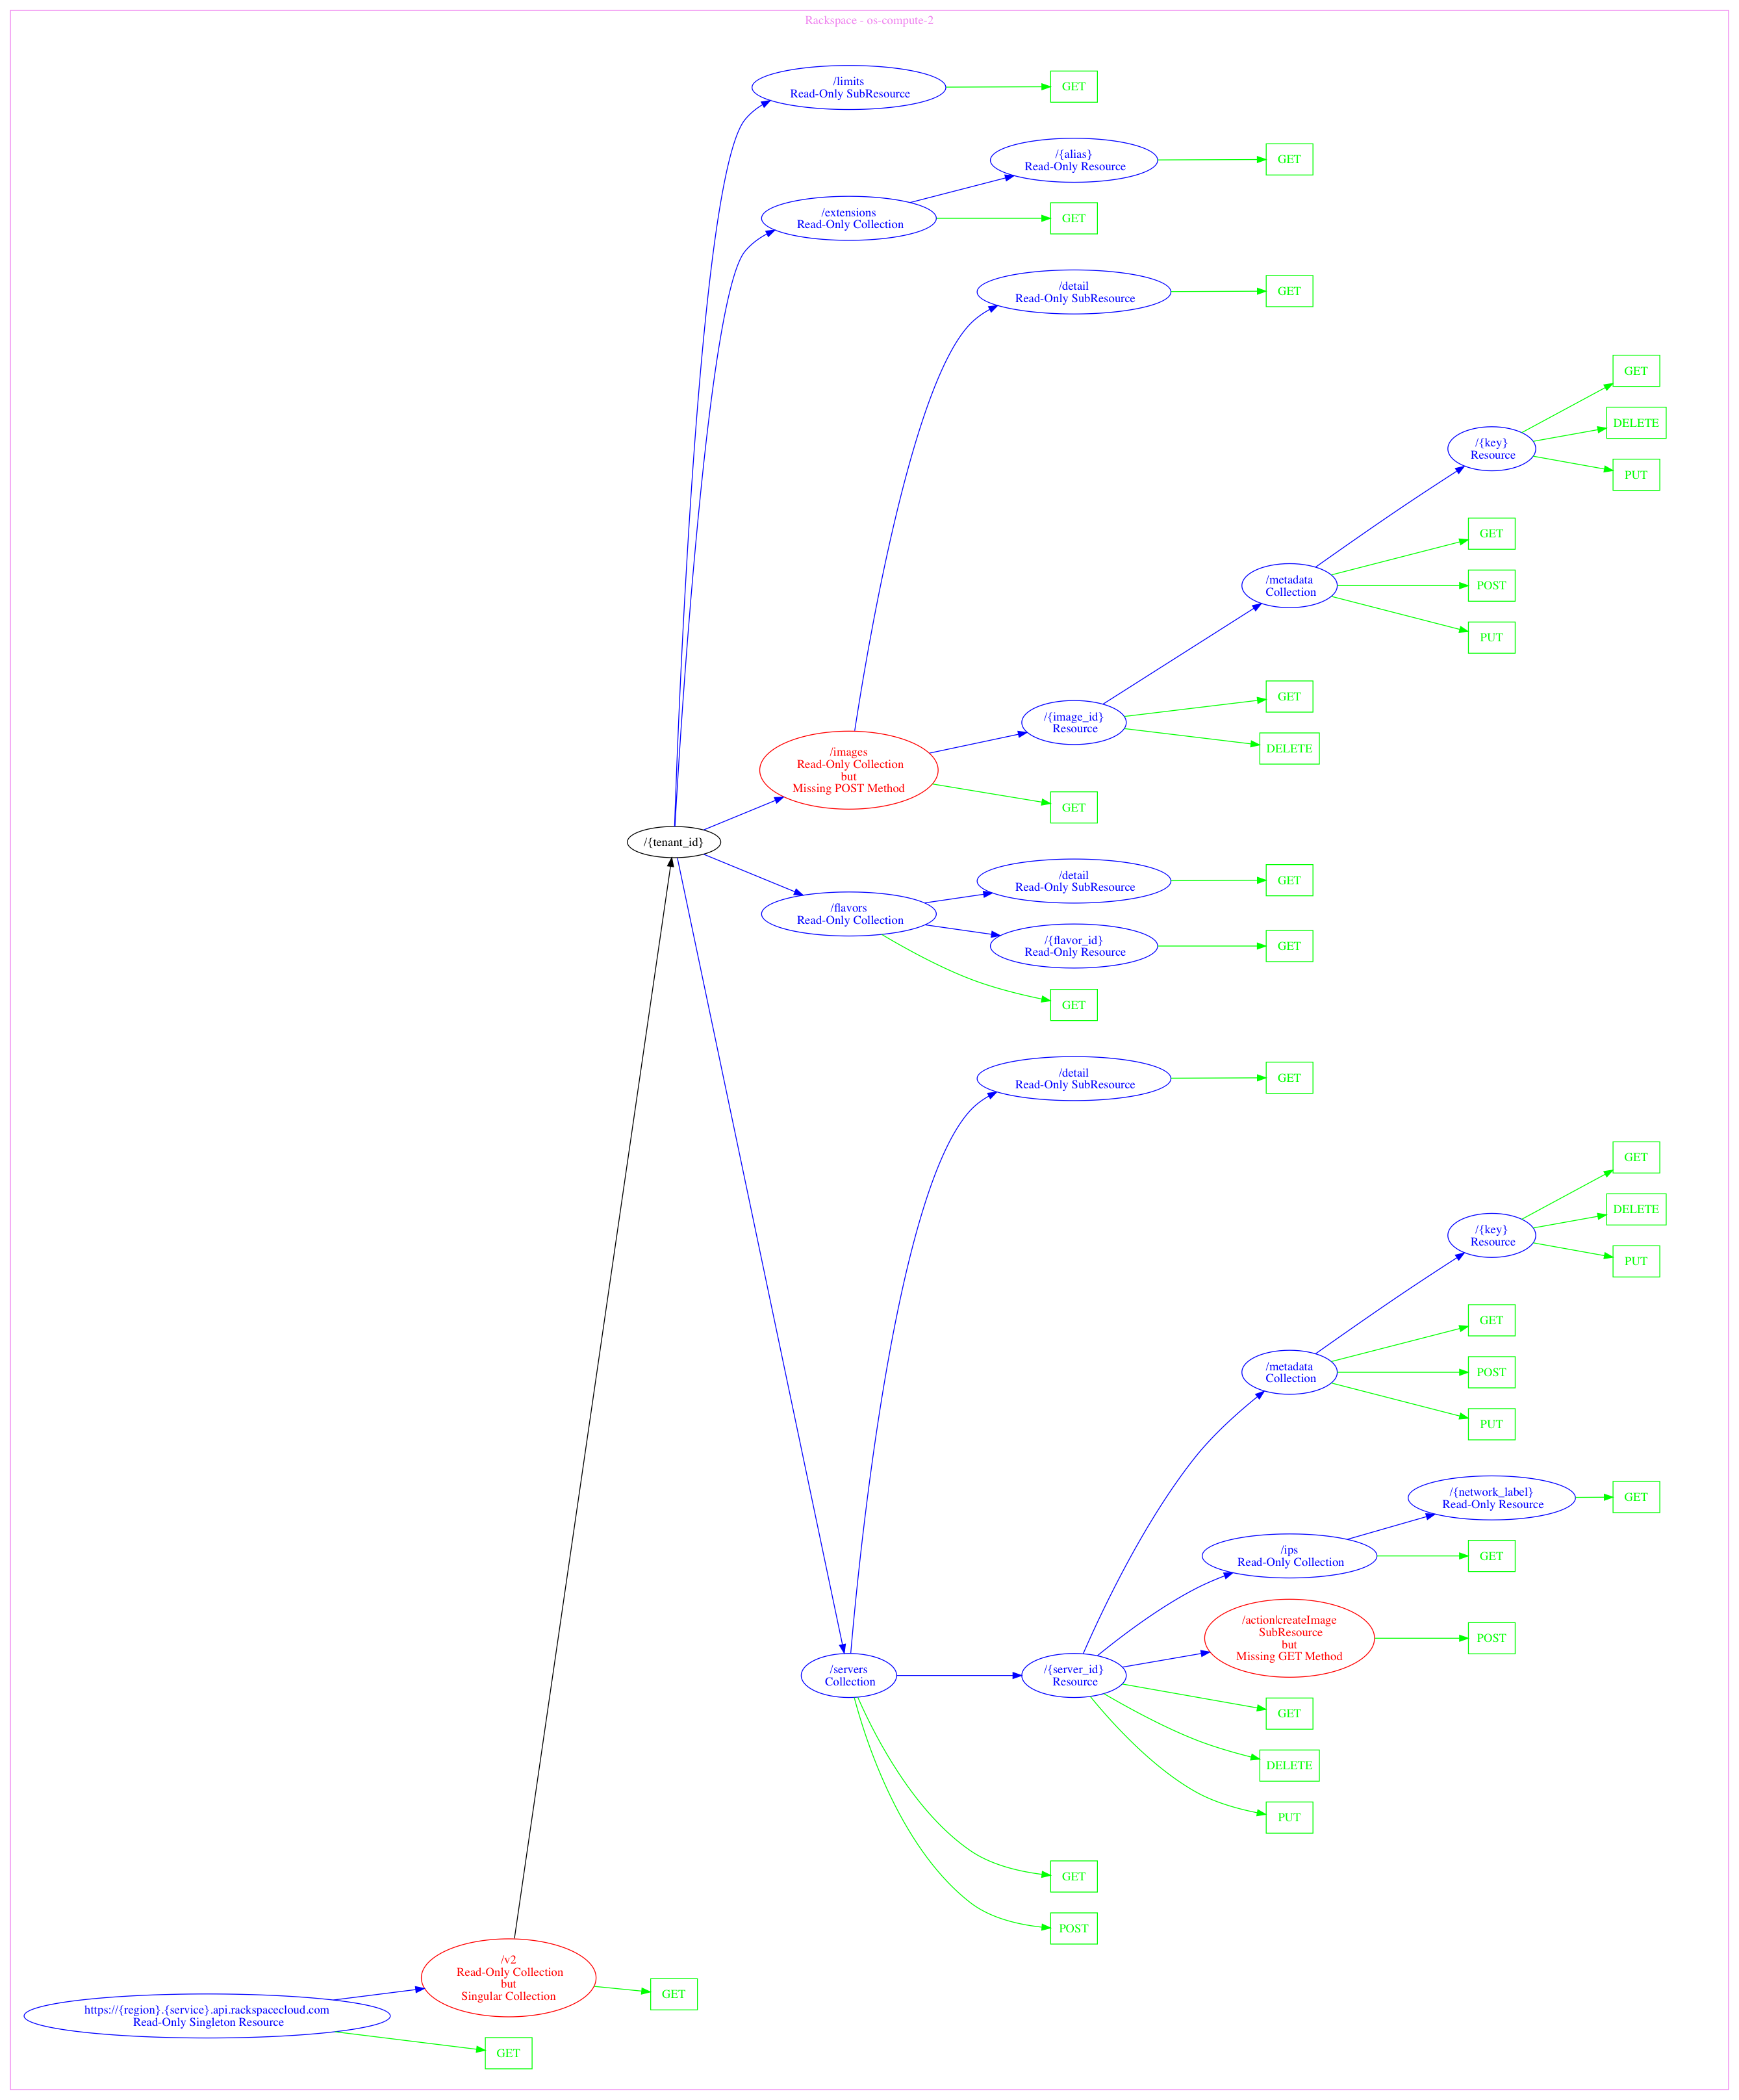 Rackspace - os-compute-2
/limits
Read-Only SubResource
GET
/{alias}
Read-Only Resource
GET
/extensions
Read-Only Collection
GET
/detail
Read-Only SubResource
GET
GET
DELETE
/{key}
Resource
PUT
GET
/metadata
Collection
POST
PUT
GET
/{image_id}
Resource
DELETE
/images
Read-Only Collection
but
Missing POST Method
GET
/{tenant_id}
/detail
Read-Only SubResource
GET
/flavors
Read-Only Collection
/{flavor_id}
Read-Only Resource
GET
GET
/detail
Read-Only SubResource
GET
GET
DELETE
/{key}
Resource
PUT
GET
/metadata
Collection
POST
PUT
/{network_label}
Read-Only Resource
GET
/ips
Read-Only Collection
GET
/action|createImage
SubResource
but
Missing GET Method
POST
/servers
Collection
/{server_id}
Resource
GET
DELETE
PUT
GET
POST
/v2
Read-Only Collection
but
Singular Collection
GET
https://{region}.{service}.api.rackspacecloud.com
Read-Only Singleton Resource
GET